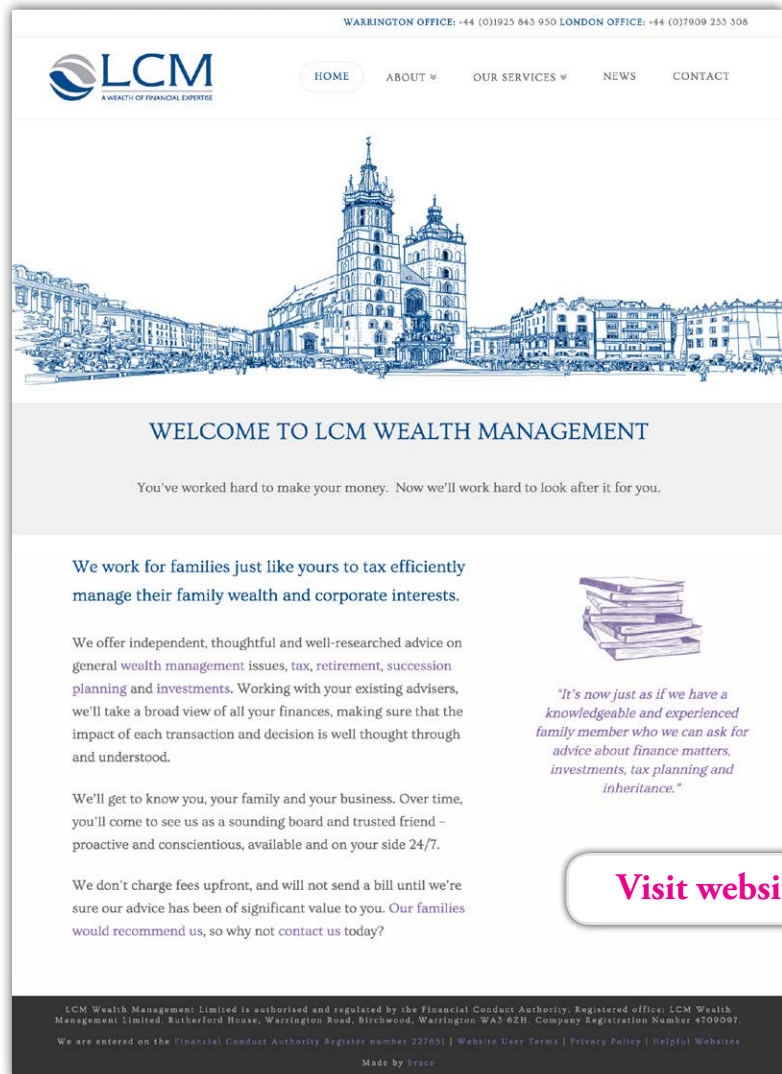 WARRINGTON OFFICE: +44 (0)1925 843 950 LONDON OFFICE: +44 (0)7909 253 308
LCM
A WEALTH OF FINANCIAL EXPERTISE
HOME ABOUT OUR SERVICES NEWS CONTACT
WELCOME TO LCM WEALTH MANAGEMENT
You've worked hard to make your money. Now we'll work hard to look after it for you.
We work for families just like yours to tax efficiently
manage their family wealth and corporate interests.
We offer independent, thoughtful and well-researched advice on
general wealth management issues, tax, retirement, succession
planning and investments. Working with your existing advisers,
we'll take a broad view of all your finances, making sure that the
impact of each transaction and decision is well thought through
and understood.
We'll get to know you, your family and your business. Over time,
you'll come to see us as a sounding board and trusted friend –
proactive and conscientious, available and on your side 24/7.
We don't charge fees upfront, and will not send a bill until we're
sure our advice has been of significant value to you. Our families
would recommend us, so why not contact us today?
"It's now just as if we have a
knowledgeable and experienced
family member who we can ask for
advice about finance matters,
investments, tax planning and
inheritance."
Visit websi
LCM Wealth Management Limited is authorised and regulated by the Financial Conduct Authority. Registered office: LCM Wealth
Management Limited. Rutherford House, Warrington Road, Birchwood, Warrington WA3 6ZH. Company Registration Number 4709097.
We are entered on the Financial Conduct Authority Register number 227651 | Website User Terms | Privacy Policy | Helpful Websites
Made by brace